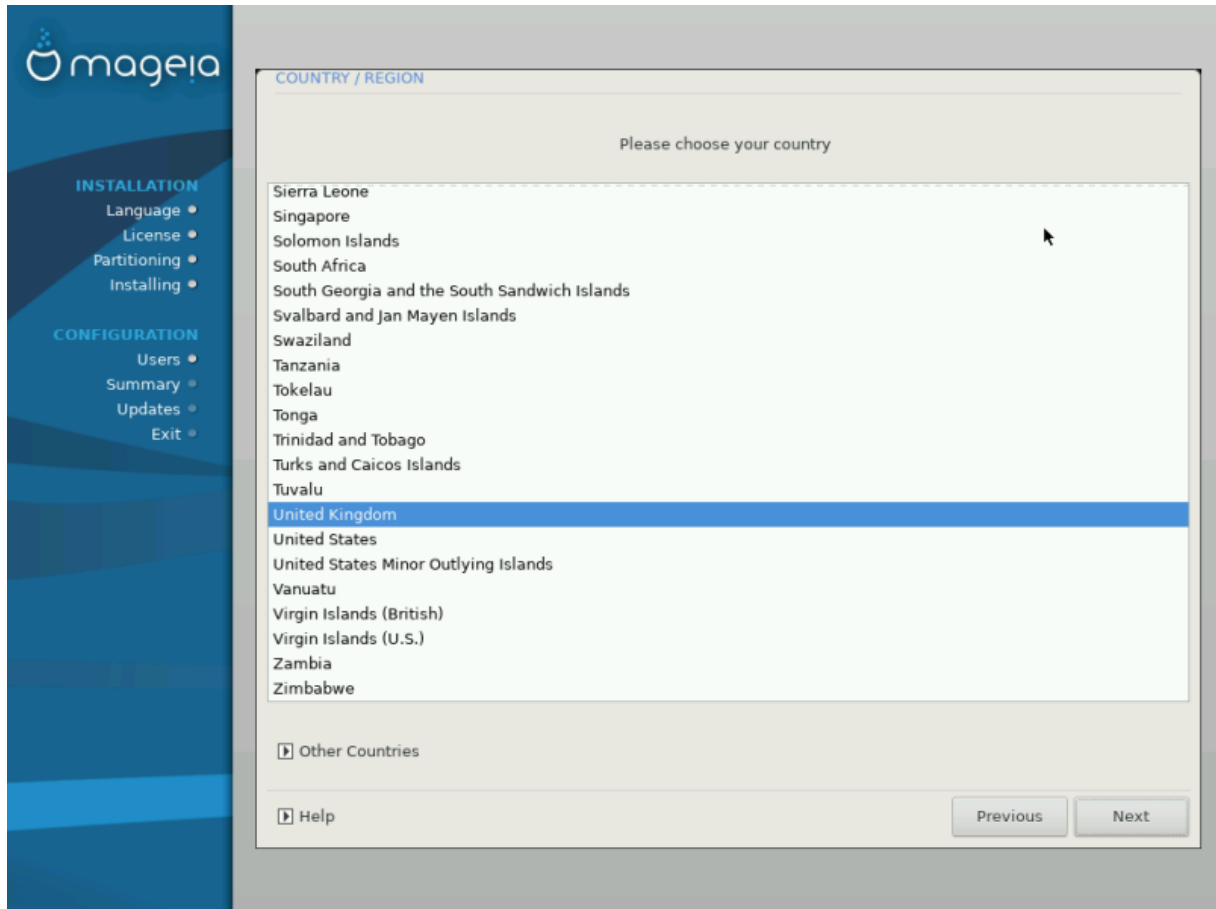 mageia
INSTALLATION
Language
License
Partitioning
Installing
CONFIGURATION
Users
Summary
Updates
Exit
COUNTRY / REGION
Please choose your country
Sierra Leone
Singapore
Solomon Islands
South Africa
South Georgia and the South Sandwich Islands
Svalbard and Jan Mayen Islands
Swaziland
Tanzania
Tokelau
Tonga
Trinidad and Tobago
Turks and Caicos Islands
Tuvalu
United Kingdom
United States
United States Minor Outlying Islands
Vanuatu
Virgin Islands (British)
Virgin Islands (U.S.)
Zambia
Zimbabwe
Other Countries
Help
Previous
Next